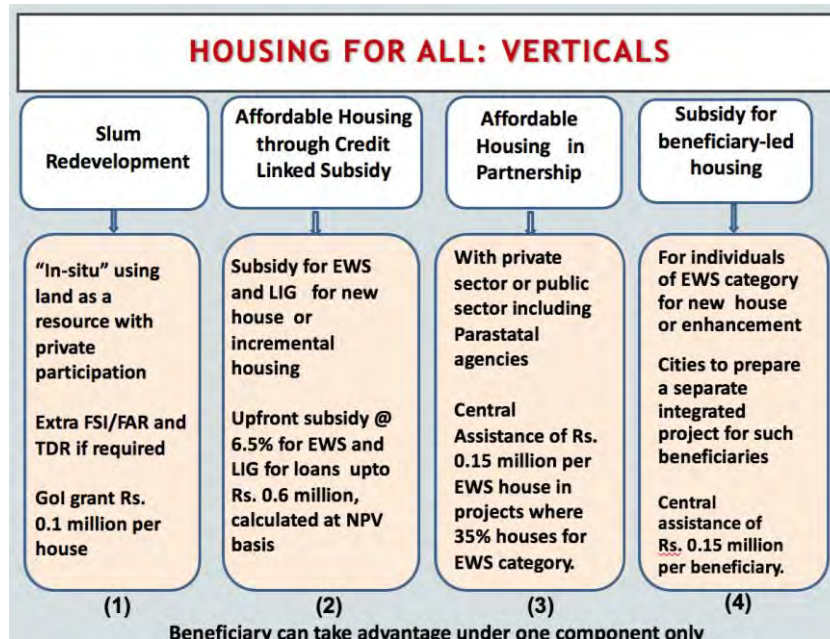 HOUSING FOR ALL: VERTICALS
Slum
Redevelopment
Affordable Housing
through Credit
Linked Subsidy
Affordable
Housing in
Partnership
Subsidy for
beneficiary-led
housing
“In-situ” using
land as a
resource with
private
participation
Extra FSI/FAR and
TDR if required
GoI grant Rs.
0.1 million per
house
(1)
Subsidy for EWS
and LIG for new
house or
incremental
housing
Upfront subsidy @
6.5% for EWS and
LIG for loans upto
Rs. 0.6 million,
calculated at NPV
basis
(2)
With private
sector or public
sector including
Parastatal
agencies
Central
Assistance of Rs.
0.15 million per
EWS house in
projects where
35% houses for
EWS category.
(3)
For individuals
of EWS category
for new house
or enhancement
Cities to prepare
a separate
integrated
project for such
beneficiaries
Central
assistance of
Rs. 0.15 million
per beneficiary.
(4)
Beneficiary can take advantage under one component only